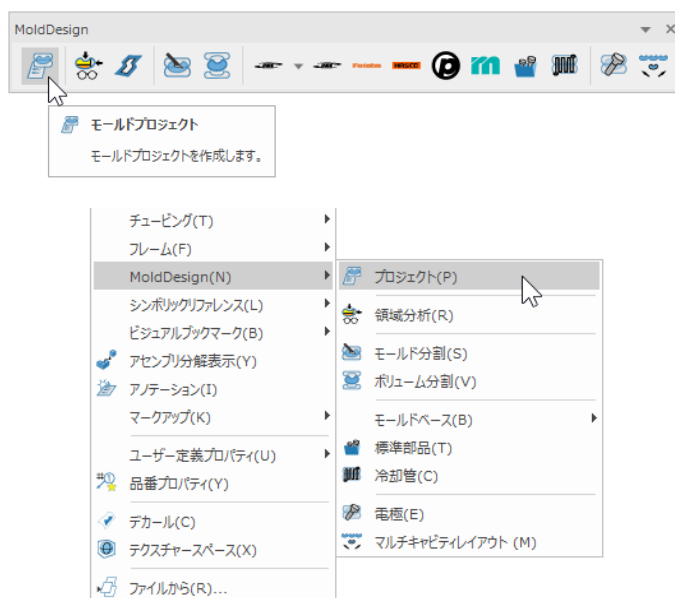 MoldDesign
Futaba HASCO
モールドプロジェクト
モールドプロジェクトを作成します。
チュービング(T)
フレーム(F)
MoldDesign(N)
シンボリックリファレンス(L)
ビジュアルブックマーク(B)
アセンブリ分解表示(Y)
アノテーション(I)
マークアップ(K)
ユーザー定義プロパティ(U)
品番プロパティ(Y)
デカール(C)
テクスチャースペース(X)
ファイルから(R)...
プロジェクト(P)
領域分析(R)
モールド分割(S)
ボリューム分割(V)
モールドベース(B)
標準部品(T)
冷却管(C)
電極(E)
マルチキャビティレイアウト (M)